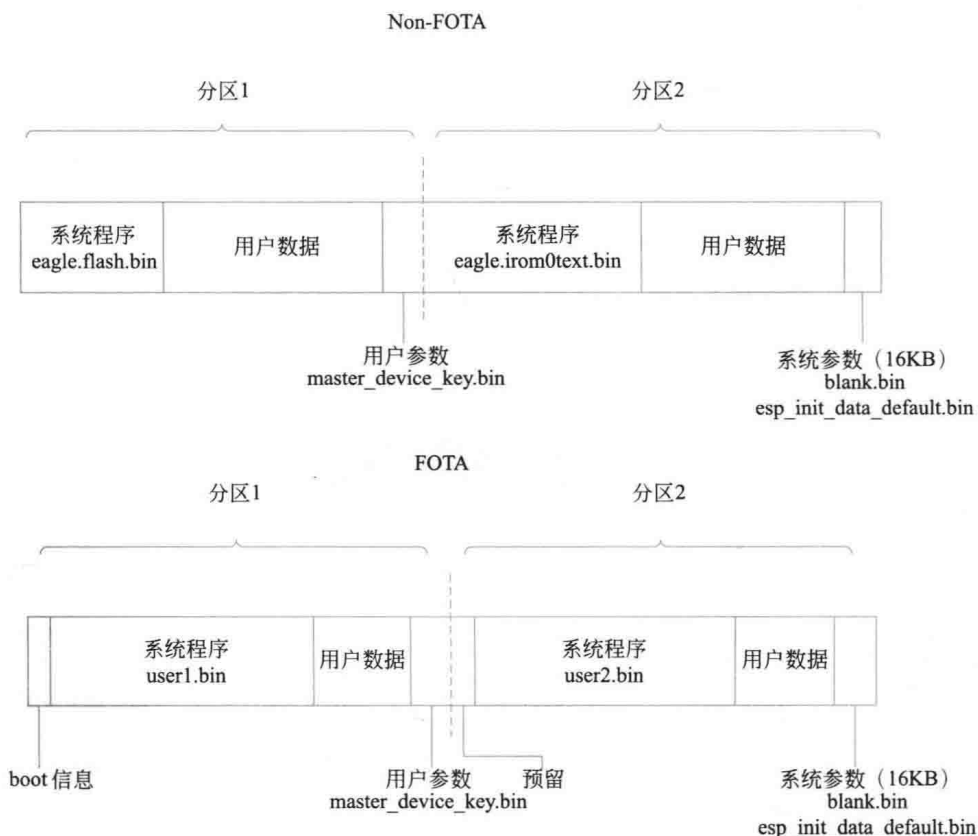 Non-FOTA
分区1
分区2
系统程序
eagle.flash.bin
用户数据
系统程序
eagle.irom0text.bin
用户数据
用户参数
master_device_key.bin
系统参数（16KB）
blank.bin
esp_init_data_default.bin
FOTA
分区1
分区2
系统程序
user1.bin
用户数据
系统程序
user2.bin
用户数据
boot信息
用户参数
master_device_key.bin
预留
系统参数（16KB）
blank.bin
esp_init_data_default.bin